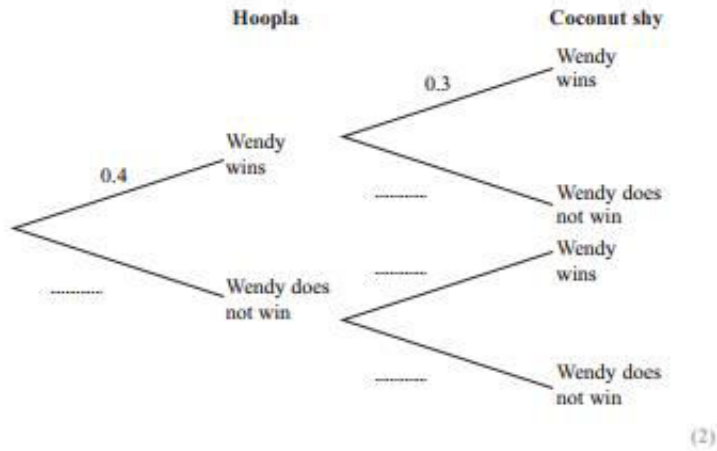 Hoopla
Coconut shy
Wendy
wins
0.3
Wendy
wins
0.4
Wendy does
not win
Wendy
wins
Wendy does
not win
Wendy does
not win
(2)